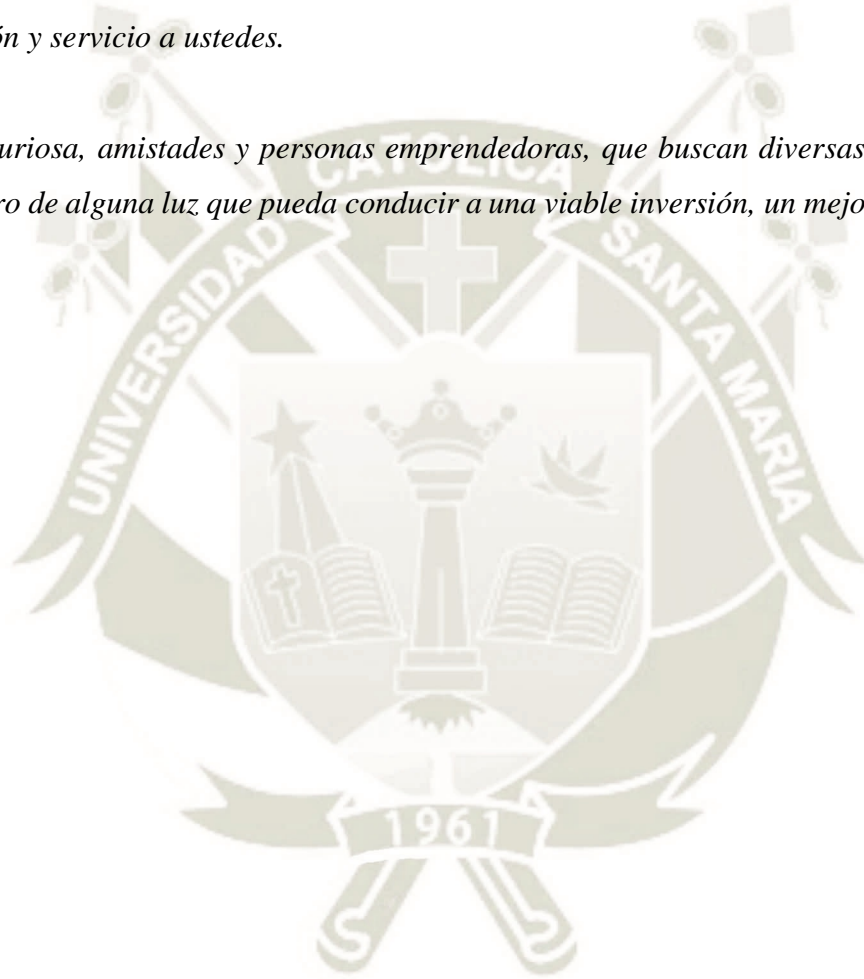 ón y servicio a ustedes.
uriosa, amistades y personas emprendedoras, que buscan diversas
ro de alguna luz que pueda conducir a una viable inversión, un mejo
UNIVERSIDAD CATOLICA SANTA MARIA
1961